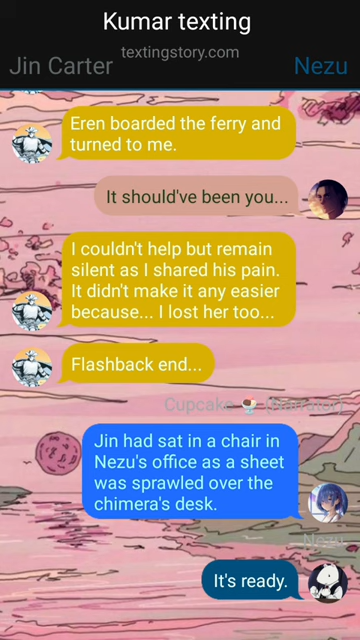 Kumar texting
textingstory.com
Jin Carter
Nezu
Eren boarded the ferry and
turned to me.
It should've been you...
I couldn't help but remain
silent as I shared his pain.
It didn't make it any easier
because... I lost her too...
Flashback end...
Cupcake 🍨 (Narrator)
Jin had sat in a chair in
Nezu's office as a sheet
was sprawled over the
chimera's desk.
Nezu
It's ready.